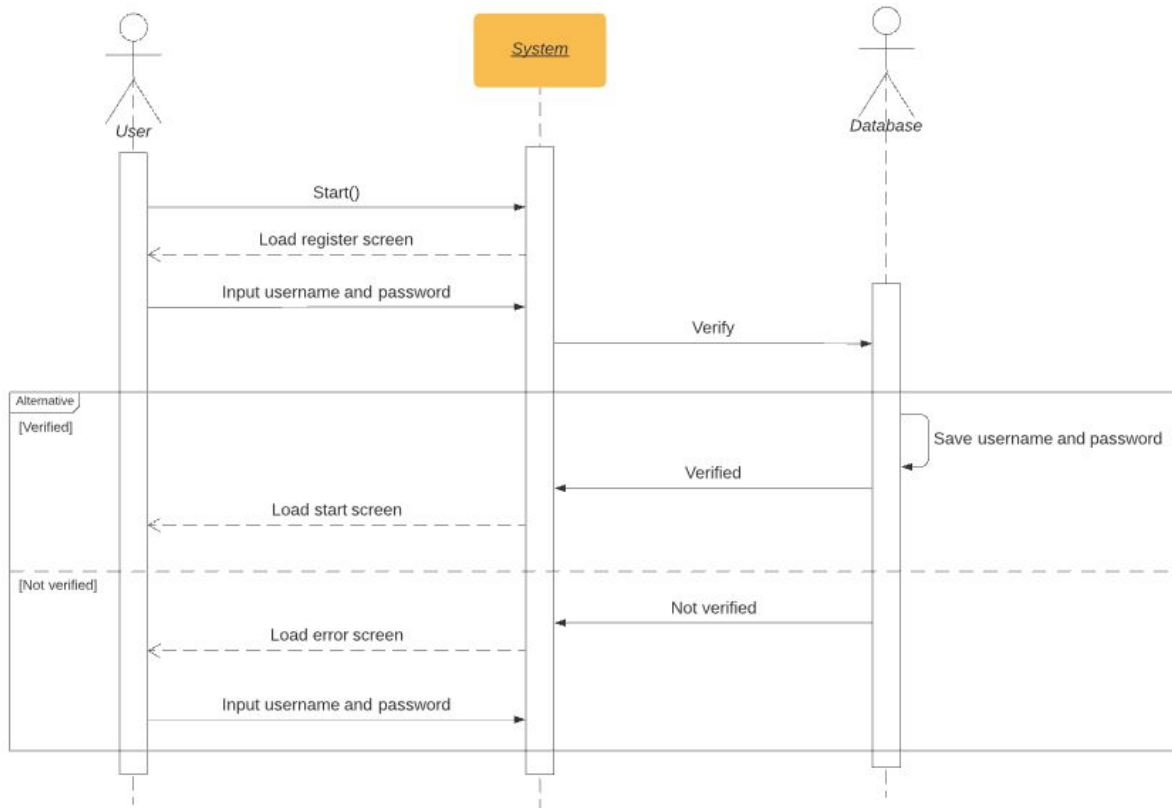 System
User
Database
Start()
Load register screen
Input username and password
Verify
Alternative
[Verified]
Save username and password
Verified
Load start screen
[Not verified]
Not verified
Load error screen
Input username and password